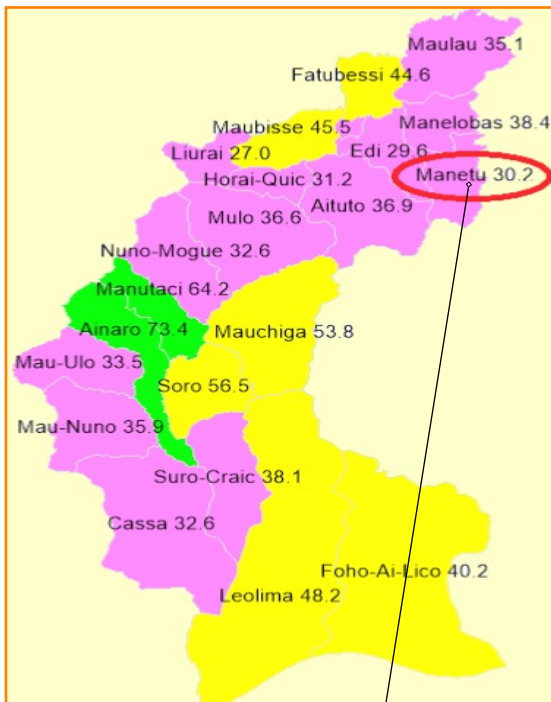 Maulau 35.1
Fatubessi 44.6
Maubisse 45.5
Manelobas 38.4
Liurai 27.0
Edi 29.6
Horai-Quic 31.2
Manetu 30.2
Mulo 36.6
Aituto 36.9
Nuno-Mogue 32.6
Manutaci 64.2
Ainaro 73.4
Mauchiga 53.8
Mau-Ulo 33.5
Soro 56.5
Mau-Nuno 35.9
Suro-Craic 38.1
Cassa 32.6
Foho-Ai-Lico 40.2
Leolima 48.2